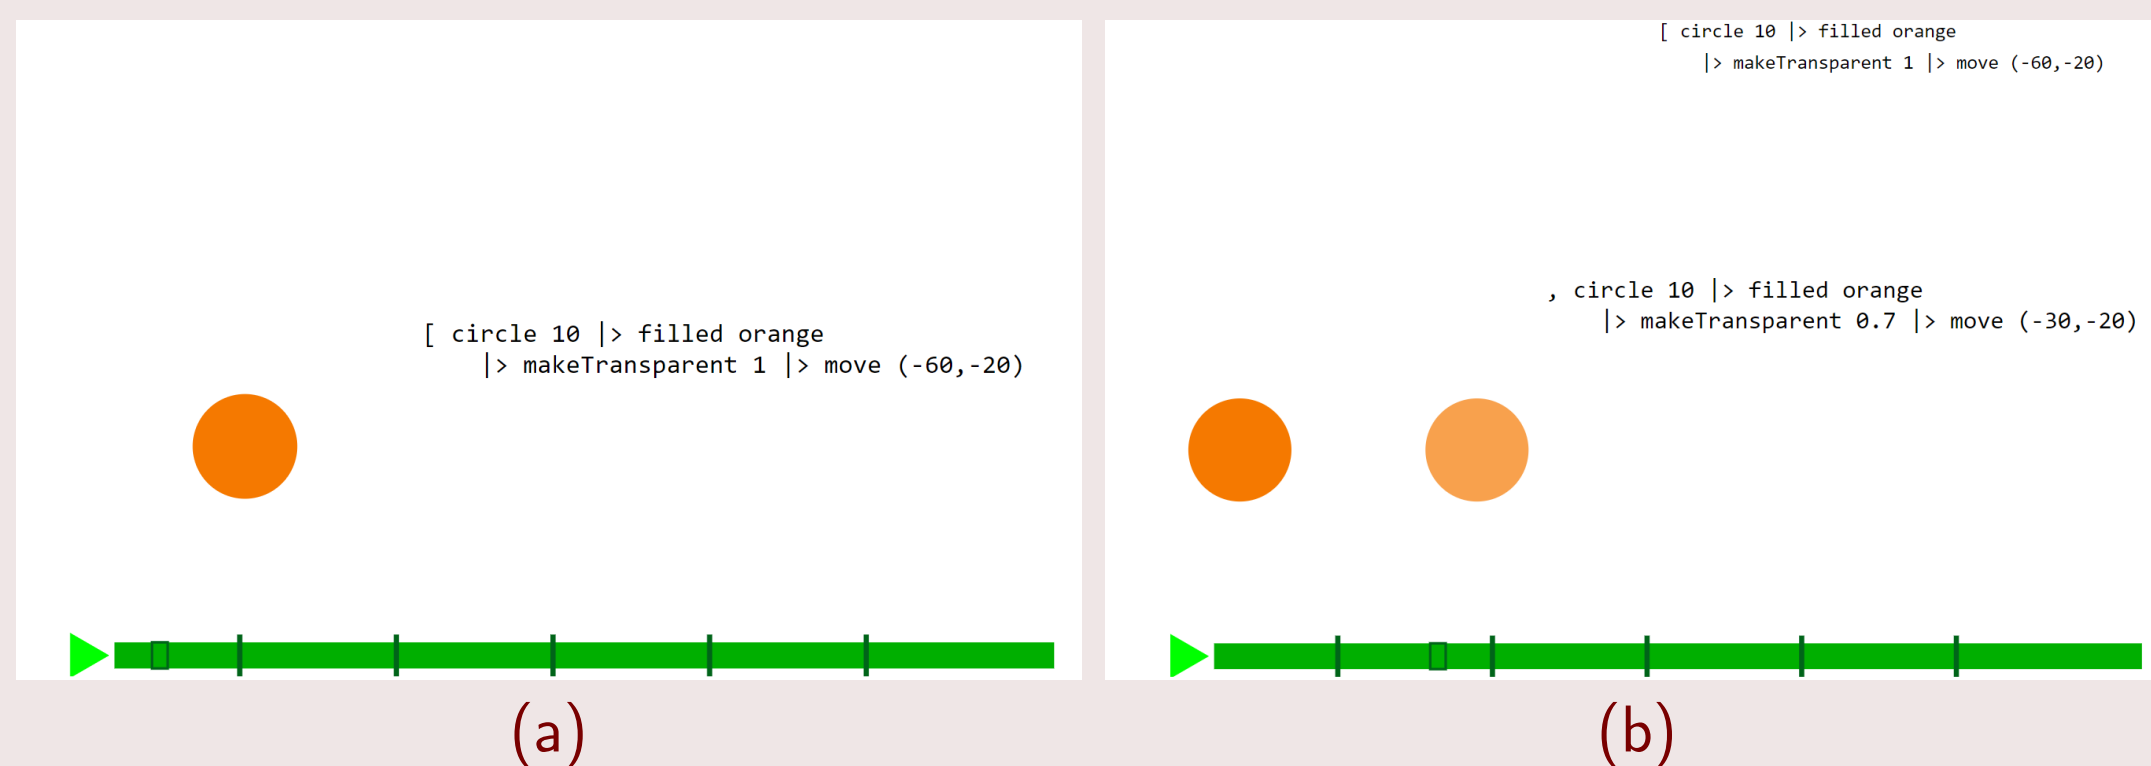 [ circle 10 |> filled orange
|> makeTransparent 1 |> move (-60,-20)
(a)
[ circle 10 |> filled orange
|> makeTransparent 1 |> move (-60,-20)
, circle 10 |> filled orange
|> makeTransparent 0.7 |> move (-30,-20)
(b)